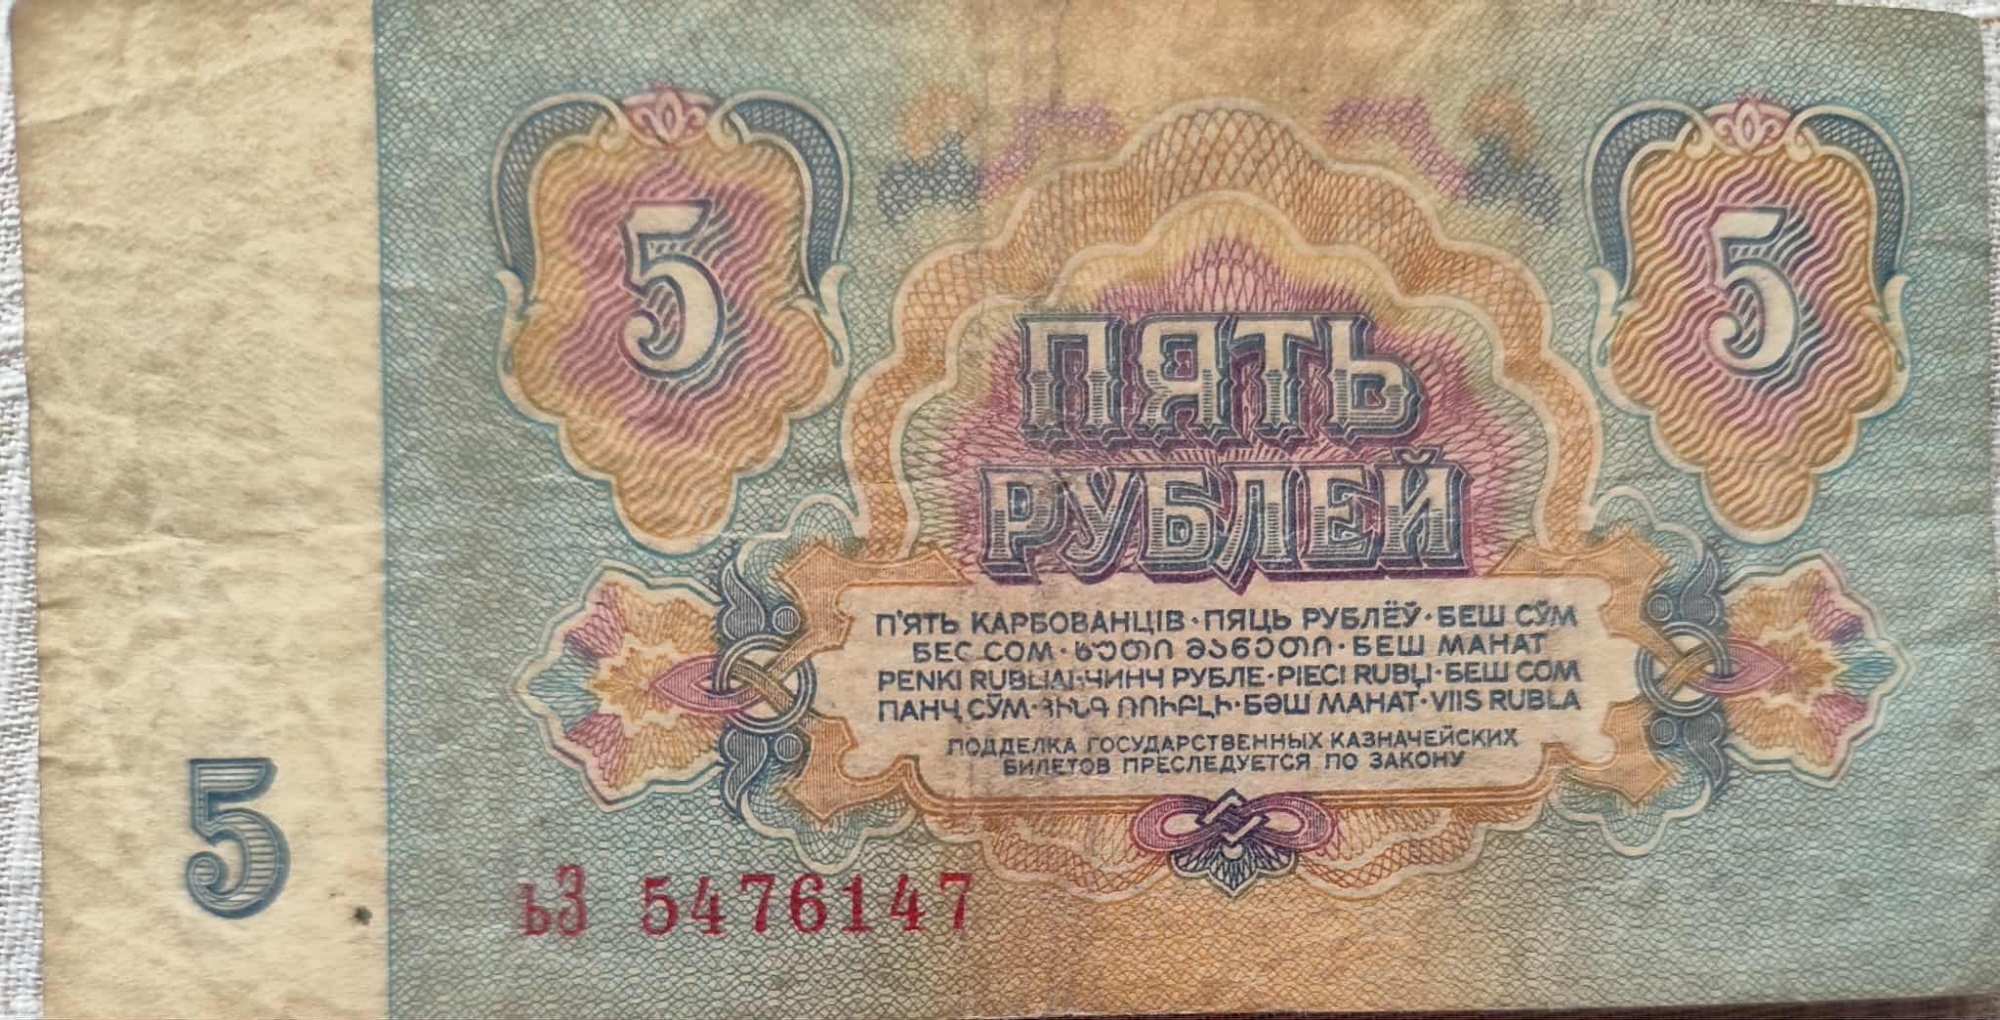 5
5
ПЯТЬ
РУБЛЕЙ
П'ЯТЬ КАРБОВАНЦІВ · ПЯЦЬ РУБЛЁЎ · БЕШ СЎМ
БЕС СОМ · ხუთი მანეთი · БЕШ МАНАТ
PENKI RUBLIAI · ЧИНЧ РУБЛЕ · PIECI RUBĻI · БЕШ СОМ
ПАНҶ СӮМ · ՀԻՆԳ ՌՈՒԲԼԻ · БӘШ МАНАТ · VIIS RUBLA
ПОДДЕЛКА ГОСУДАРСТВЕННЫХ КАЗНАЧЕЙСКИХ
БИЛЕТОВ ПРЕСЛЕДУЕТСЯ ПО ЗАКОНУ
5
ьЗ 5476147